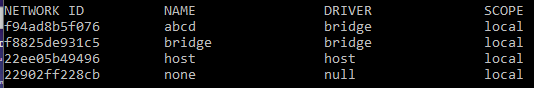 NETWORK ID NAME DRIVER SCOPE
f94ad8b5f076 abcd bridge local
f8825de931c5 bridge bridge local
22ee05b49496 host host local
22902ff228cb none null local